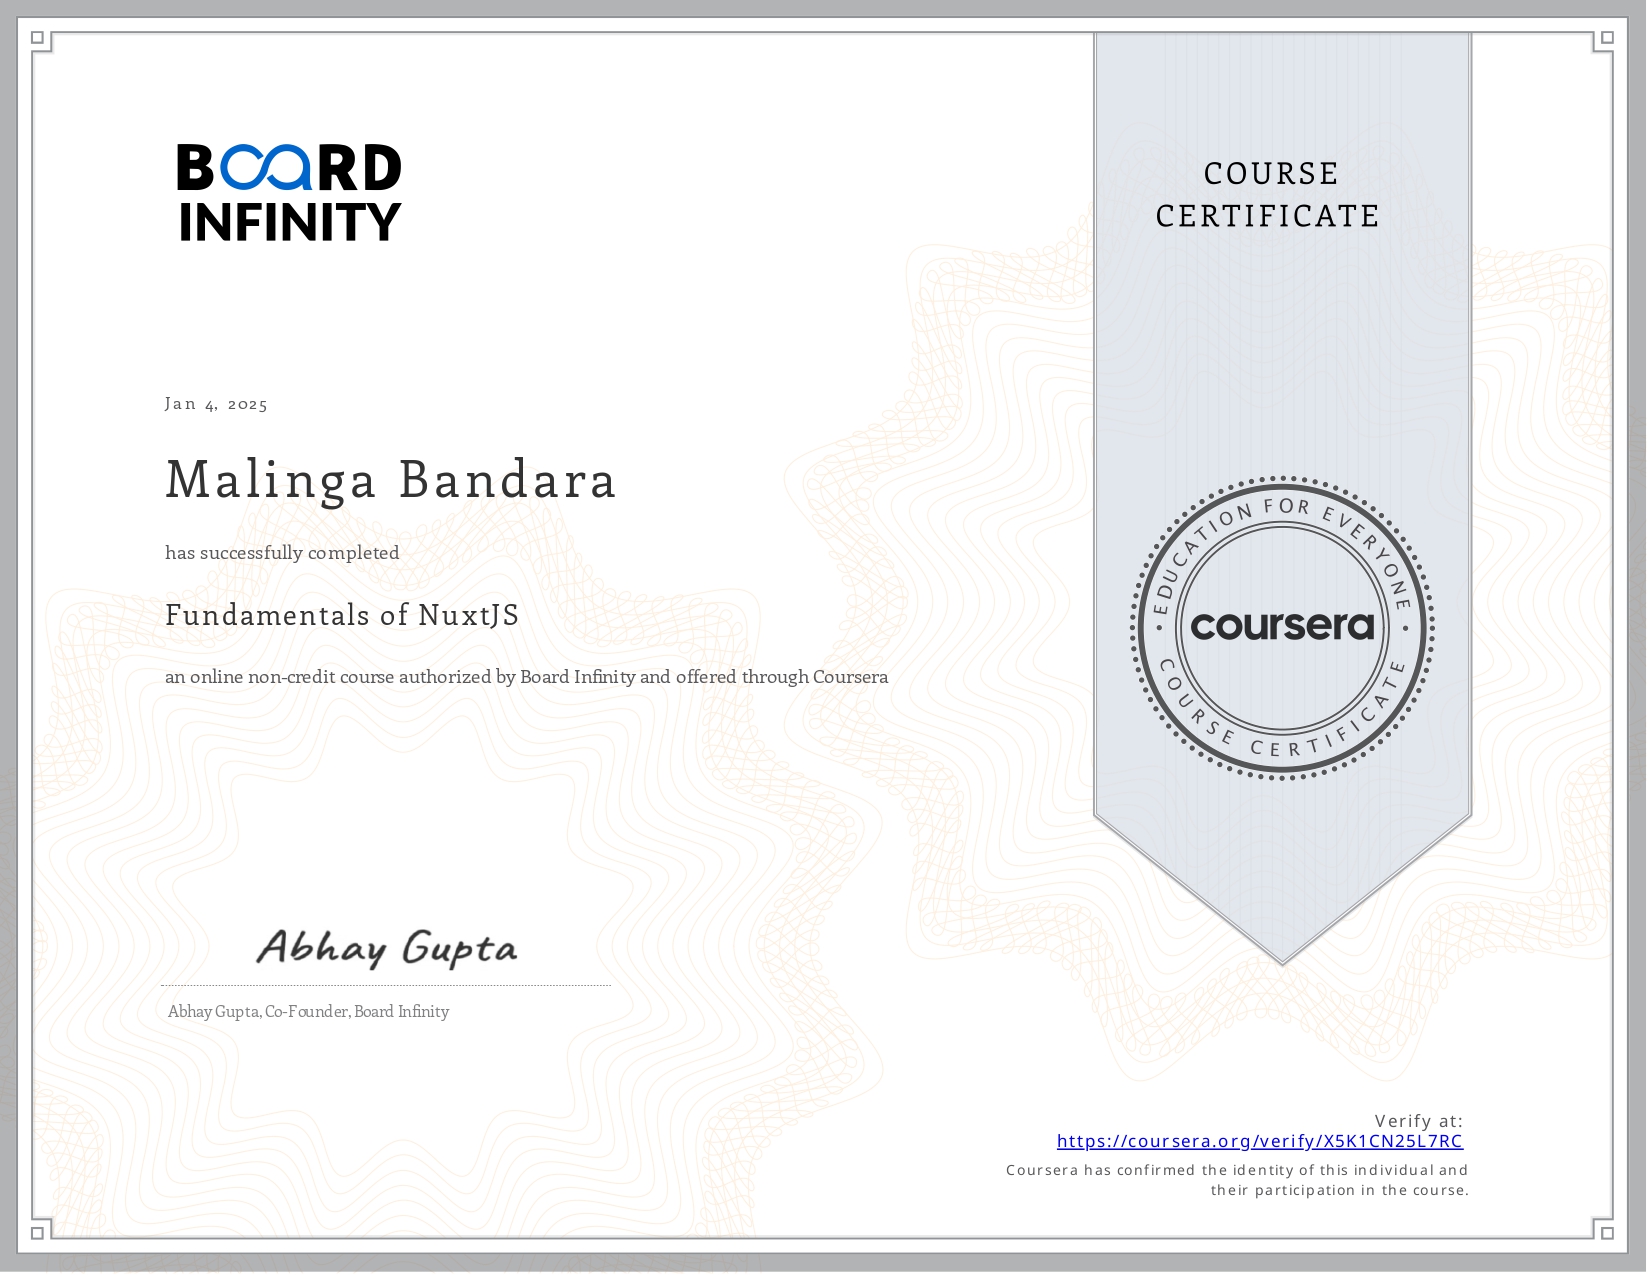 BOARD
INFINITY
COURSE
CERTIFICATE
Jan 4, 2025
Malinga Bandara
has successfully completed
Fundamentals of NuxtJS
an online non-credit course authorized by Board Infinity and offered through Coursera
EDUCATION FOR EVERYONE
coursera
COURSE CERTIFICATE
Abhay Gupta
Abhay Gupta, Co-Founder, Board Infinity
Verify at:
https://coursera.org/verify/X5K1CN25L7RC
Coursera has confirmed the identity of this individual and
their participation in the course.